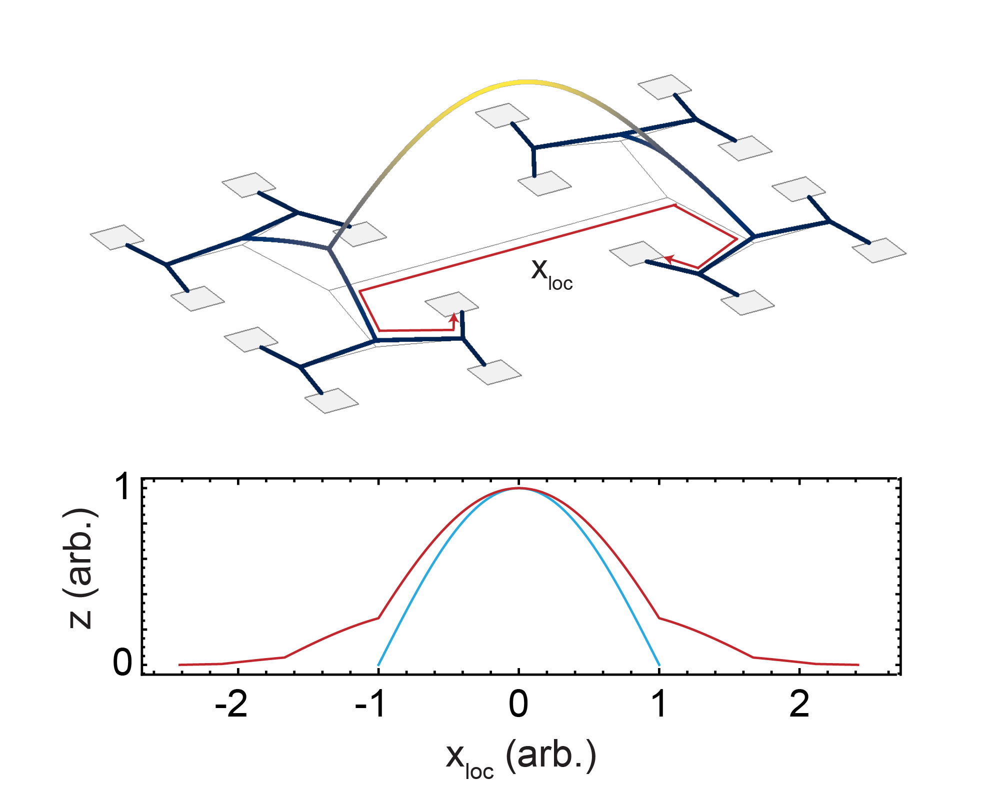 x_loc
1
0
z (arb.)
-2 -1 0 1 2
x_loc (arb.)